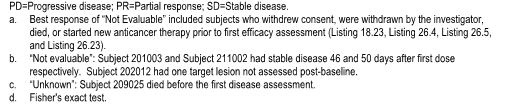 PD=Progressive disease; PR=Partial response; SD=Stable disease.
a. Best response of “Not Evaluable” included subjects who withdrew consent, were withdrawn by the investigator,
died, or started new anticancer therapy prior to first efficacy assessment (Listing 18.23, Listing 26.4, Listing 26.5,
and Listing 26.23).
b. “Not evaluable”: Subject 201003 and Subject 211002 had stable disease 46 and 50 days after first dose
respectively. Subject 202012 had one target lesion not assessed post-baseline.
c. “Unknown”: Subject 209025 died before the first disease assessment.
d. Fisher's exact test.